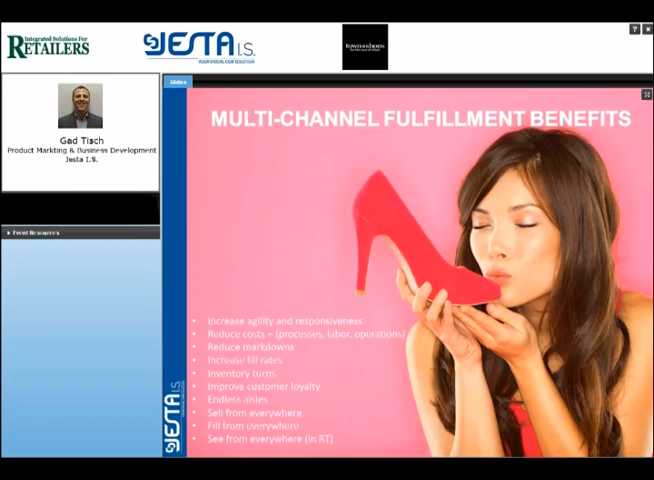 Integrated Solutions For
RETAILERS
JESTA I.S.
YOUR VISION, OUR SOLUTION
Gad Tisch
Product Markting & Business Development
Jesta I.S.
Event Resources
Slides
MULTI-CHANNEL FULFILLMENT BENEFITS
• Increase agility and responsiveness
• Reduce costs – (processes, labor, operations)
• Reduce markdowns
• Increase fill rates
• Inventory turns
• Improve customer loyalty
• Endless aisles
• Sell from everywhere
• Fill from everywhere
• See from everywhere (in RT)
JESTA I.S.